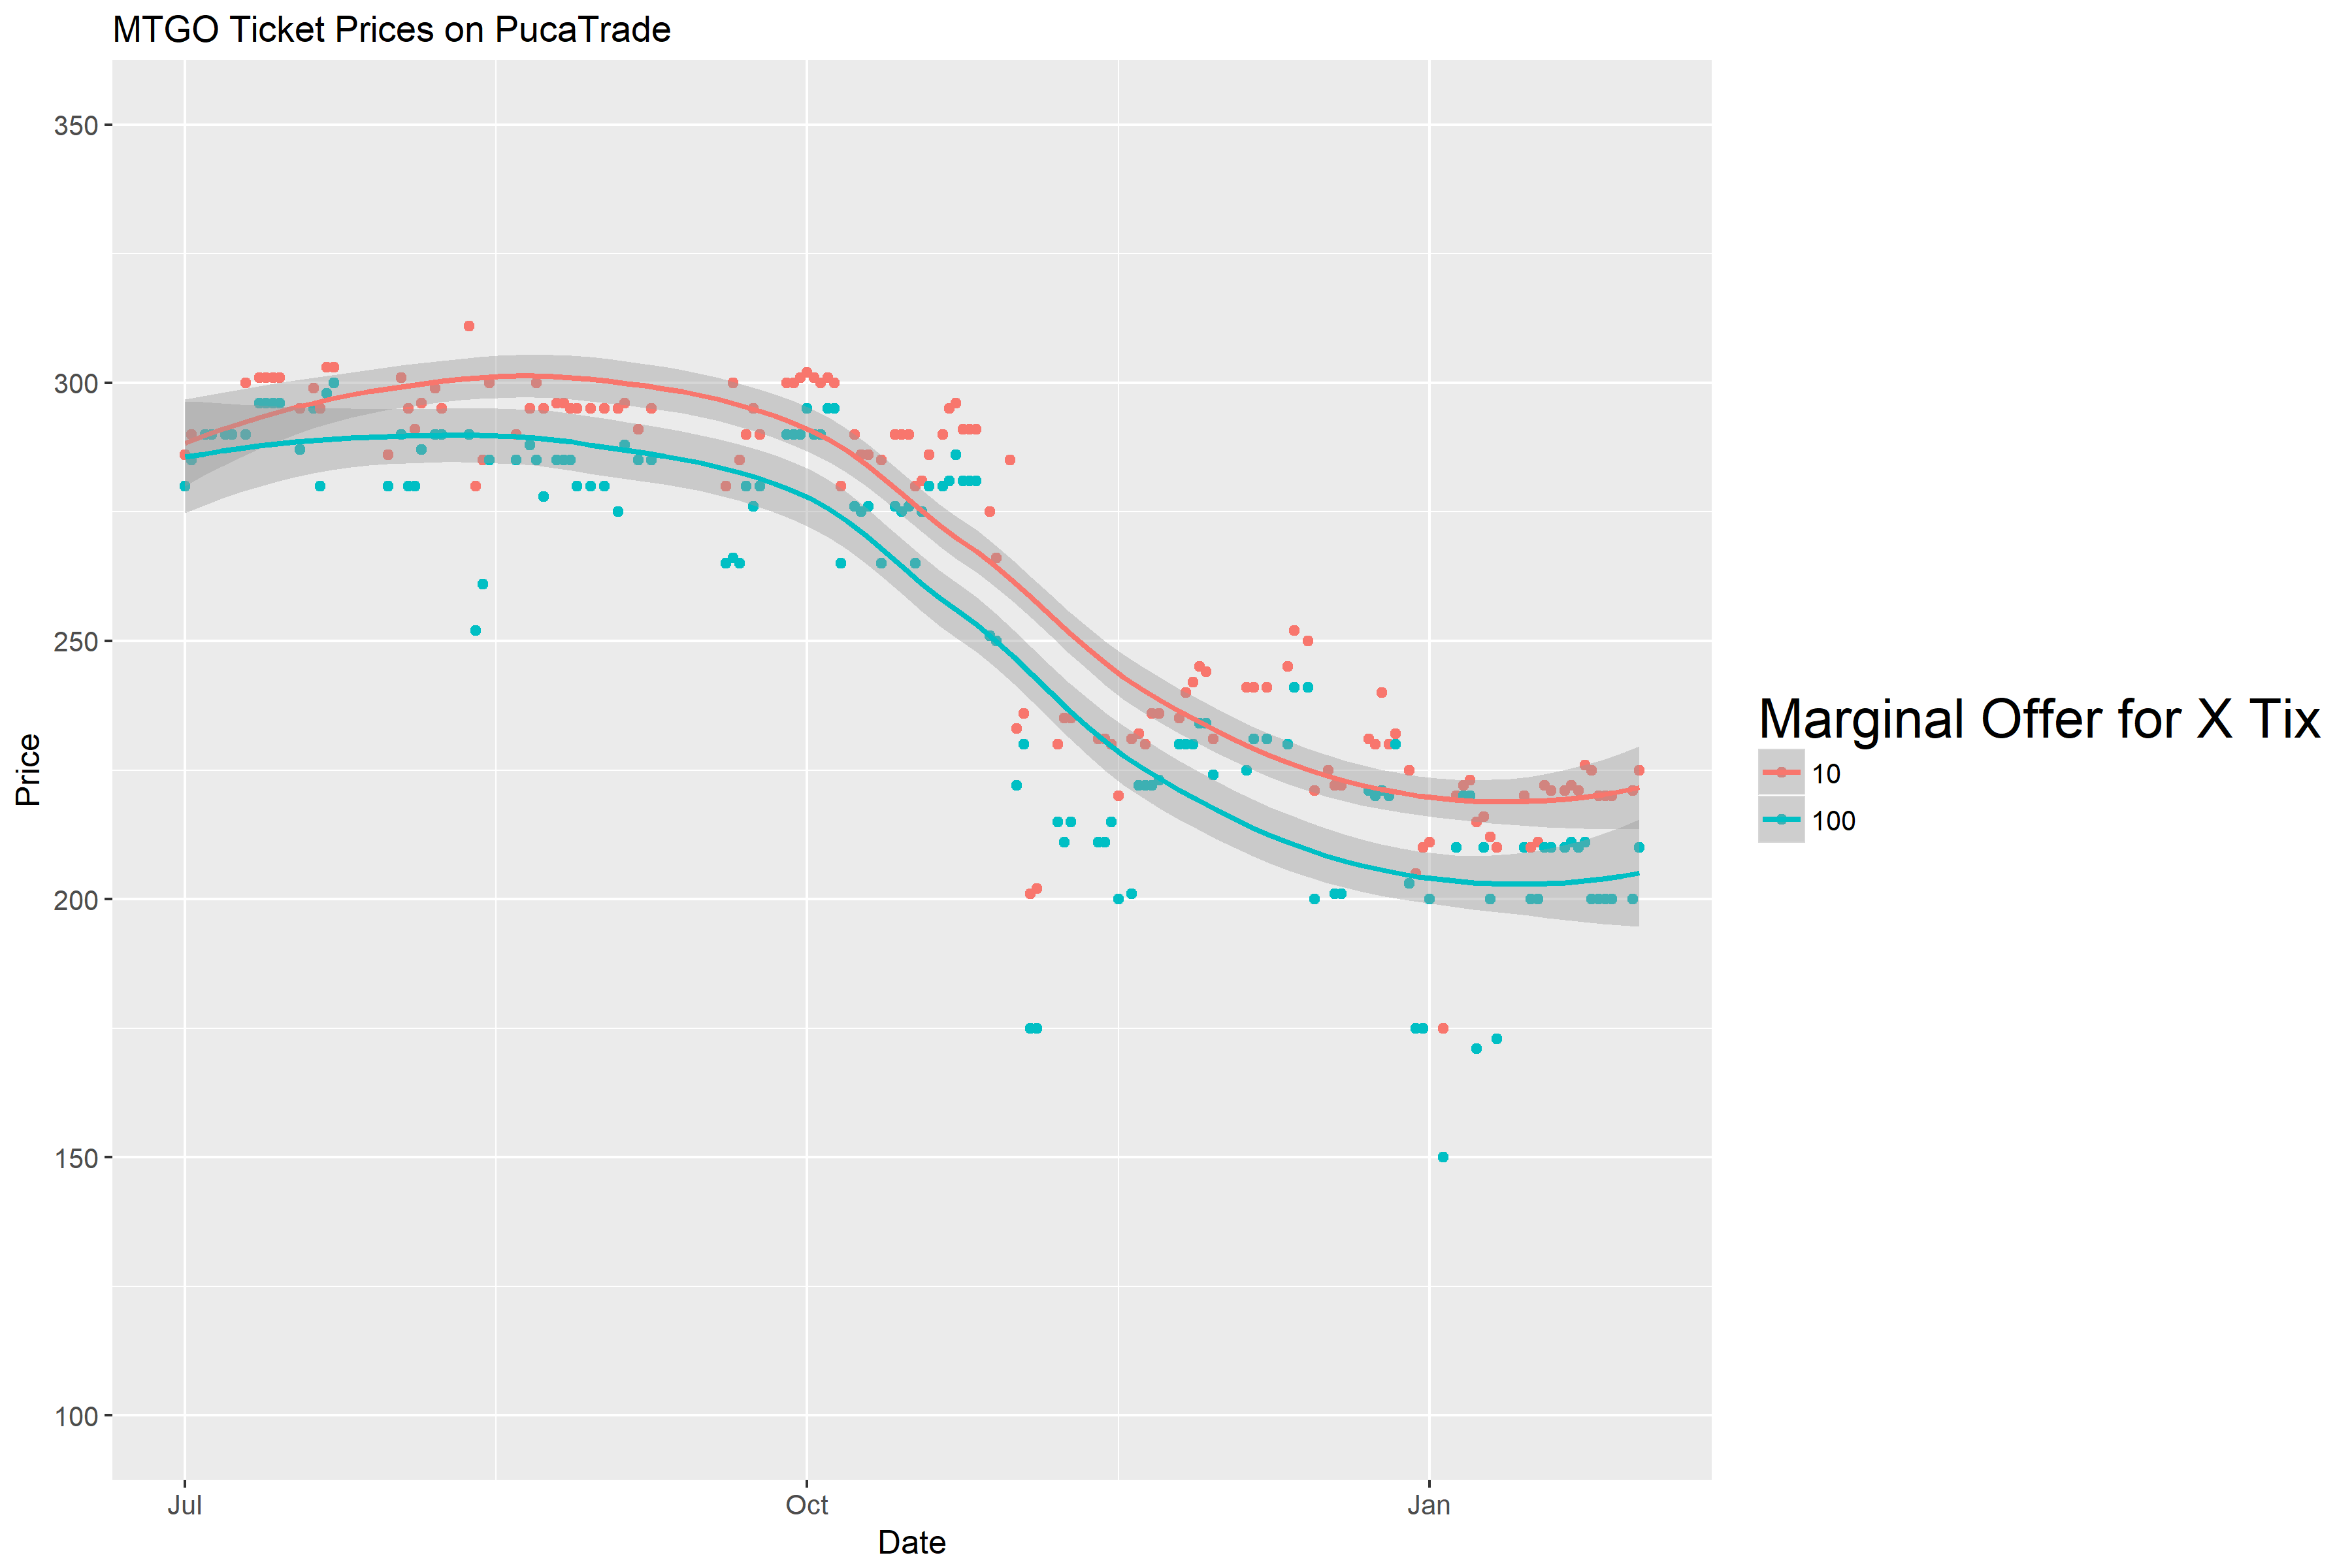 MTGO Ticket Prices on PucaTrade
350
300
250
200
150
100
Price
Jul
Oct
Jan
Date
Marginal Offer for X Tix
10
100